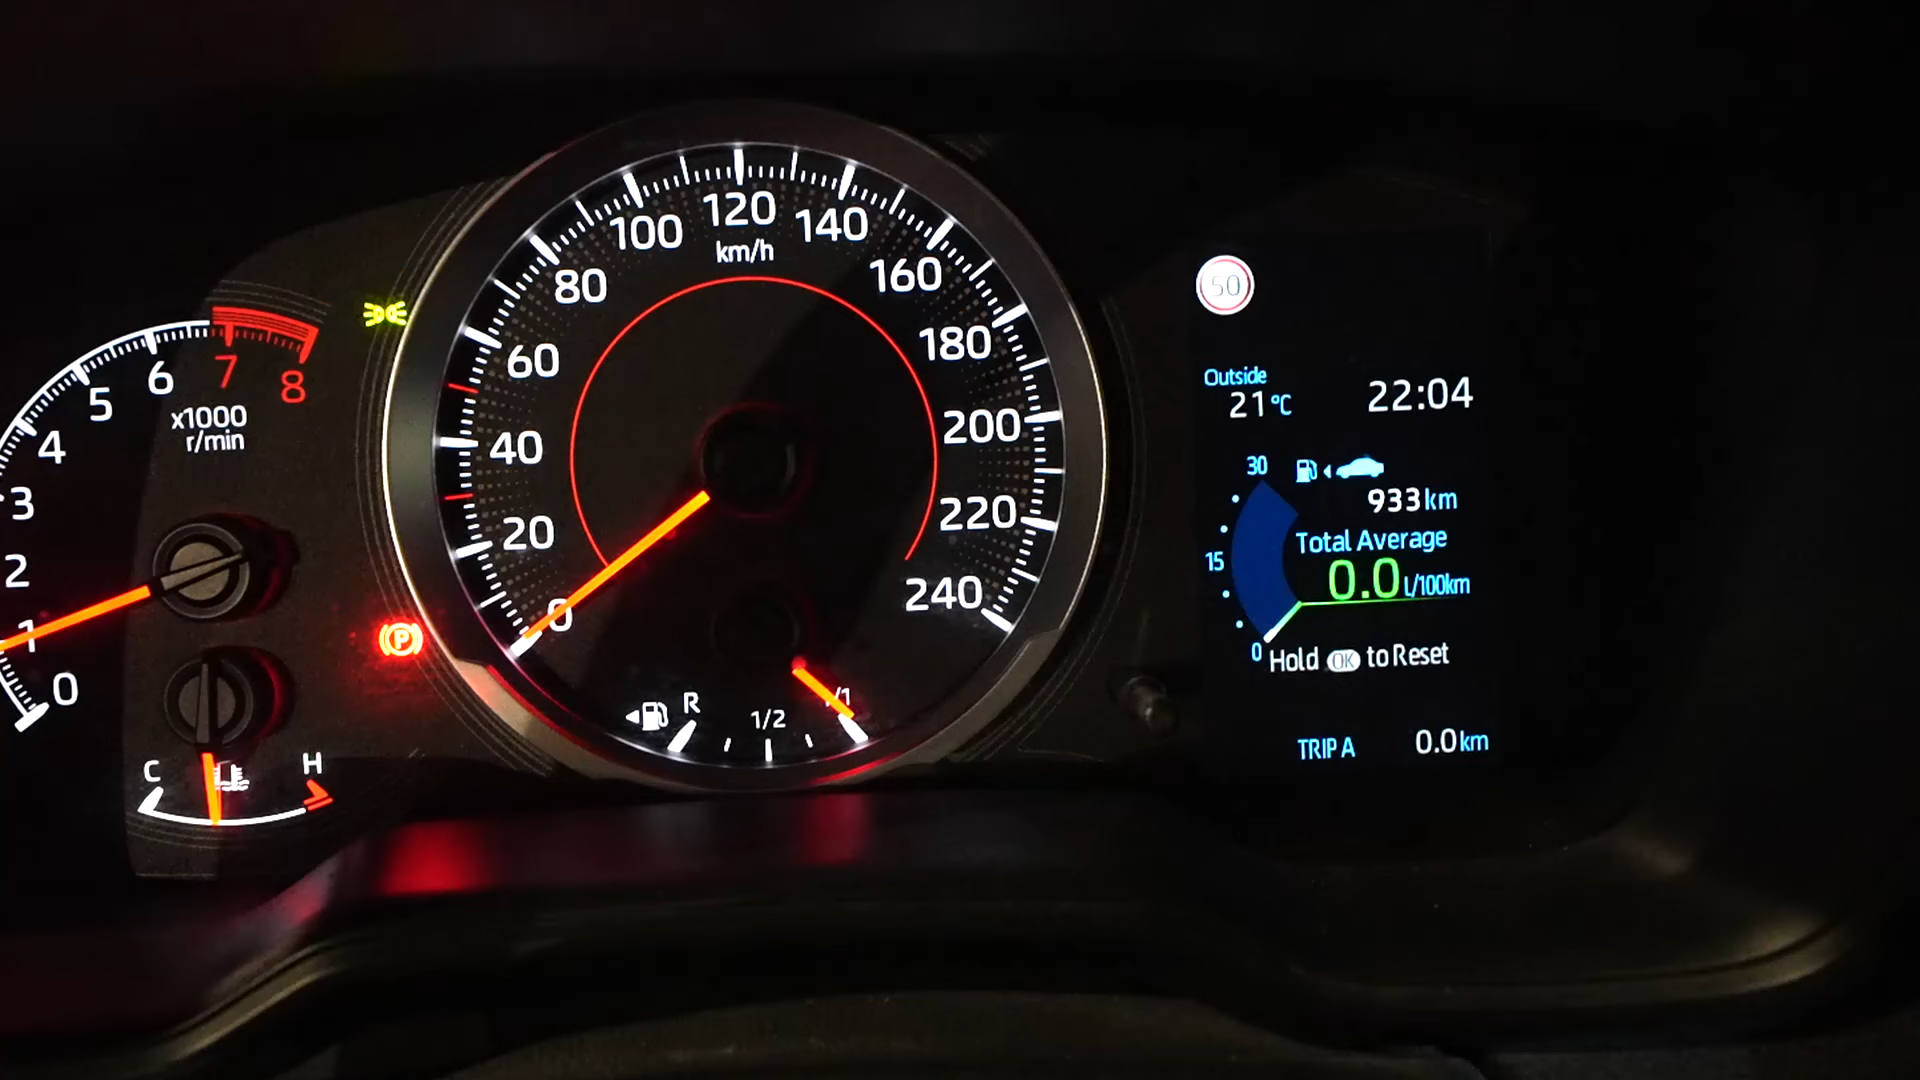 0
1
2
3
4
5
6
7
8
x1000
r/min
C
H
P
0
20
40
60
80
100
120
140
160
180
200
220
240
km/h
R
1/2
/1
50
Outside
21°C
22:04
30
15
0
933km
Total Average
0.0 L/100km
Hold OK to Reset
TRIP A 0.0km